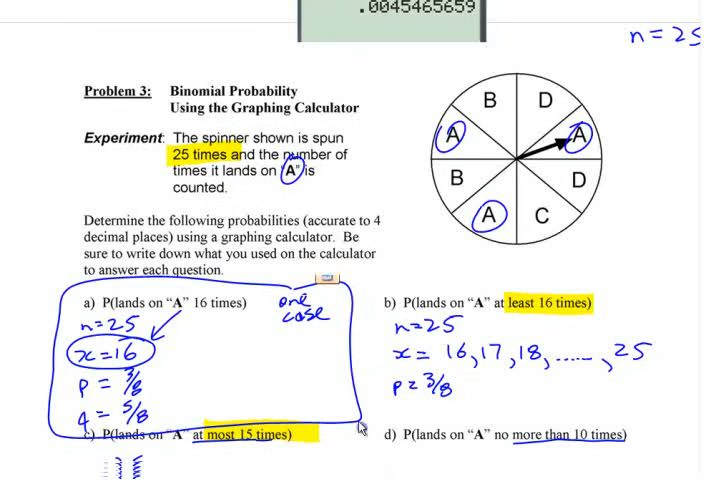 .0045465659
n = 25
Problem 3: Binomial Probability
Using the Graphing Calculator
Experiment: The spinner shown is spun
25 times and the number of
times it lands on "A" is
counted.
B D
A A
B D
A C
Determine the following probabilities (accurate to 4
decimal places) using a graphing calculator. Be
sure to write down what you used on the calculator
to answer each question.
a) P(lands on "A" 16 times)
one
case
n = 25
x = 16
p = 3/8
q = 5/8
b) P(lands on "A" at least 16 times)
n = 25
x = 16, 17, 18, ......, 25
p = 3/8
c) P(lands on "A" at most 15 times)
d) P(lands on "A" no more than 10 times)